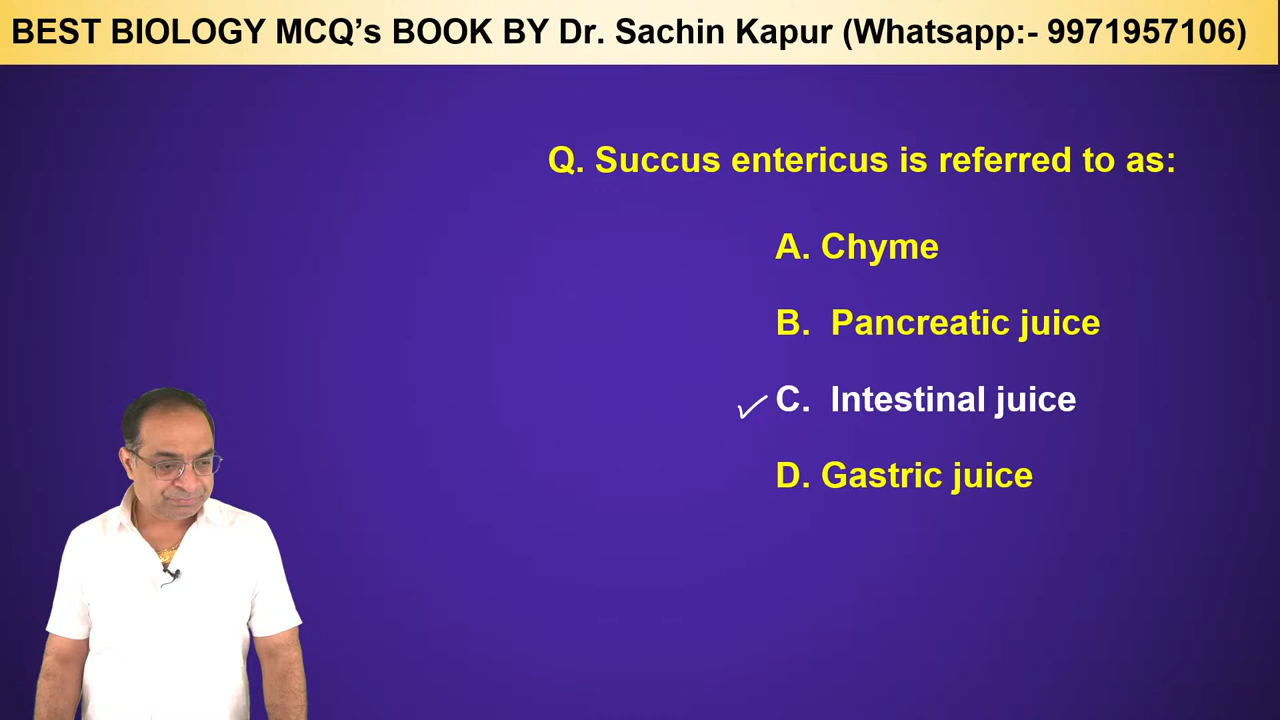 BEST BIOLOGY MCQ’s BOOK BY Dr. Sachin Kapur (Whatsapp:- 9971957106)
Q. Succus entericus is referred to as:
A. Chyme
B. Pancreatic juice
C. Intestinal juice
D. Gastric juice